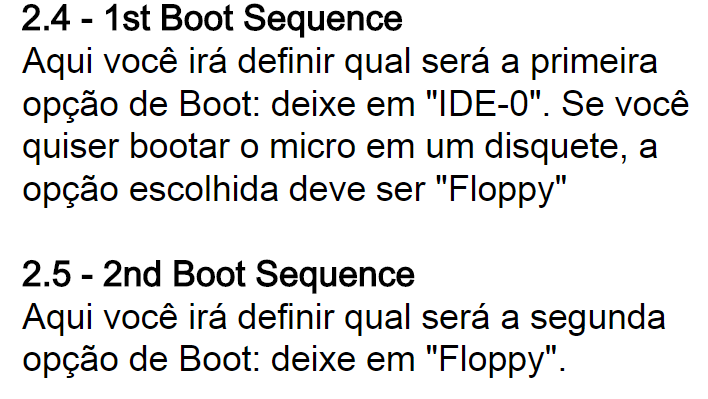 2.4 - 1st Boot Sequence
Aqui você irá definir qual será a primeira
opção de Boot: deixe em "IDE-0". Se você
quiser bootar o micro em um disquete, a
opção escolhida deve ser "Floppy"
2.5 - 2nd Boot Sequence
Aqui você irá definir qual será a segunda
opção de Boot: deixe em "Floppy".